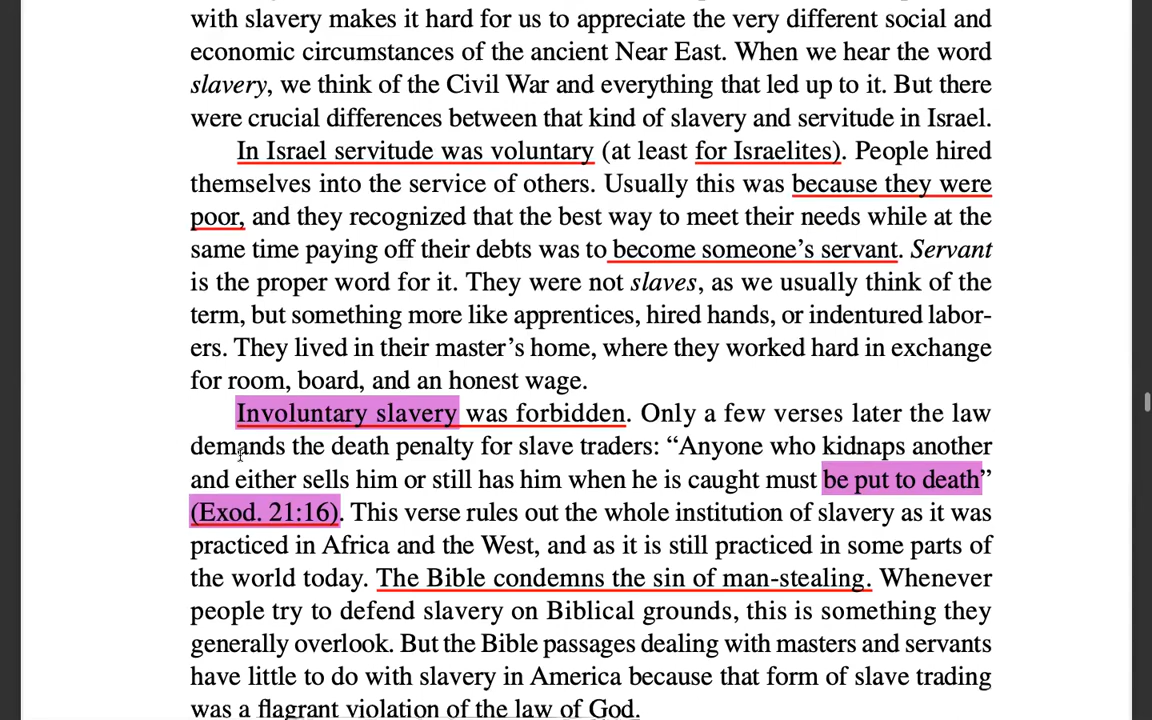 with slavery makes it hard for us to appreciate the very different social and
economic circumstances of the ancient Near East. When we hear the word
slavery, we think of the Civil War and everything that led up to it. But there
were crucial differences between that kind of slavery and servitude in Israel.
In Israel servitude was voluntary (at least for Israelites). People hired
themselves into the service of others. Usually this was because they were
poor, and they recognized that the best way to meet their needs while at the
same time paying off their debts was to become someone’s servant. Servant
is the proper word for it. They were not slaves, as we usually think of the
term, but something more like apprentices, hired hands, or indentured labor-
ers. They lived in their master’s home, where they worked hard in exchange
for room, board, and an honest wage.
Involuntary slavery was forbidden. Only a few verses later the law
demands the death penalty for slave traders: “Anyone who kidnaps another
and either sells him or still has him when he is caught must be put to death”
(Exod. 21:16). This verse rules out the whole institution of slavery as it was
practiced in Africa and the West, and as it is still practiced in some parts of
the world today. The Bible condemns the sin of man-stealing. Whenever
people try to defend slavery on Biblical grounds, this is something they
generally overlook. But the Bible passages dealing with masters and servants
have little to do with slavery in America because that form of slave trading
was a flagrant violation of the law of God.